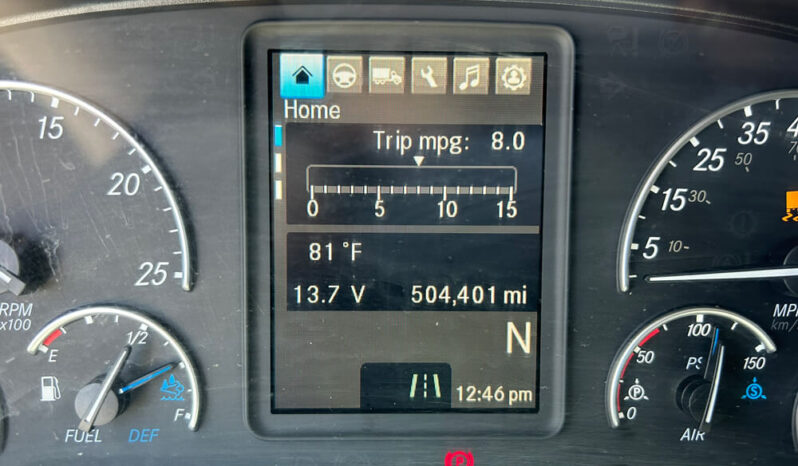 Home
Trip mpg: 8.0
0 5 10 15
81 °F
13.7 V 504,401 mi
N
12:46 pm
15
20
25
RPM
x100
E 1/2 F
FUEL DEF
5 15 25 35
10 30 50
MPH
km/
0 50 100 150
PS
AIR
P
S
P